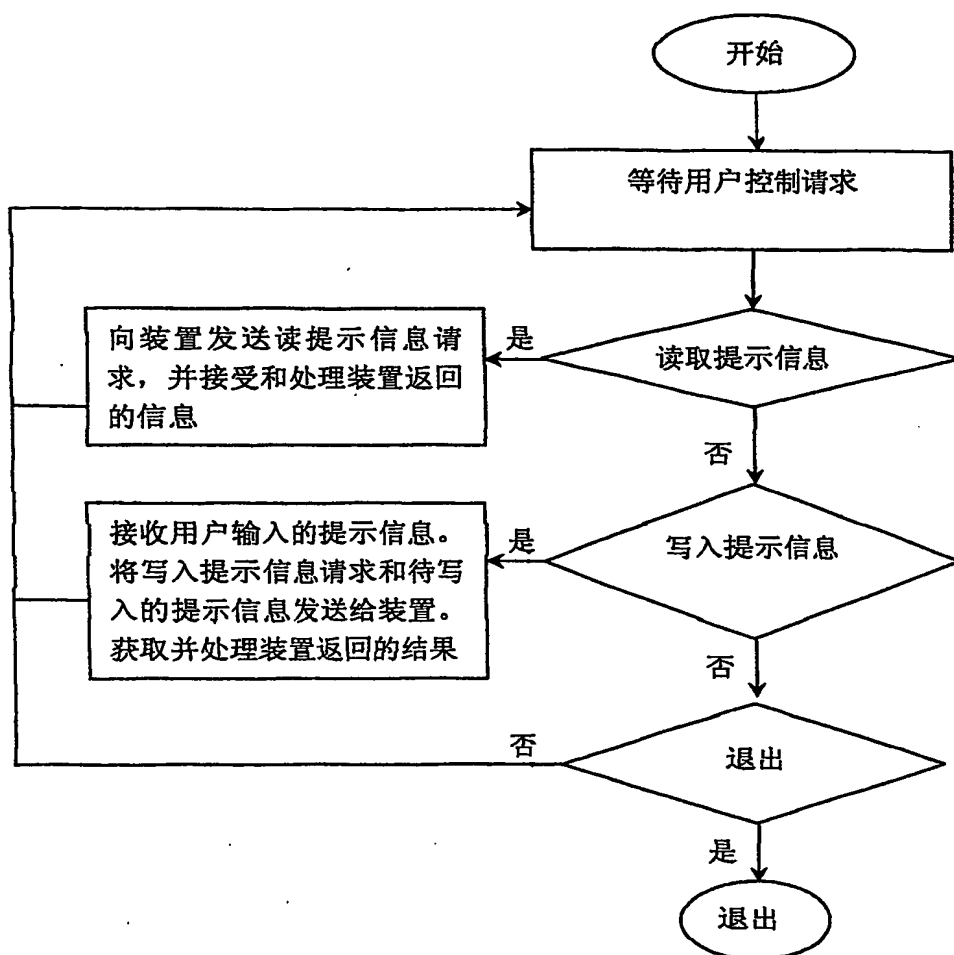 开始
等待用户控制请求
向装置发送读提示信息请
求，并接受和处理装置返回
的信息
是
读取提示信息
否
接收用户输入的提示信息。
将写入提示信息请求和待写
入的提示信息发送给装置。
获取并处理装置返回的结果
是
写入提示信息
否
否
退出
是
退出